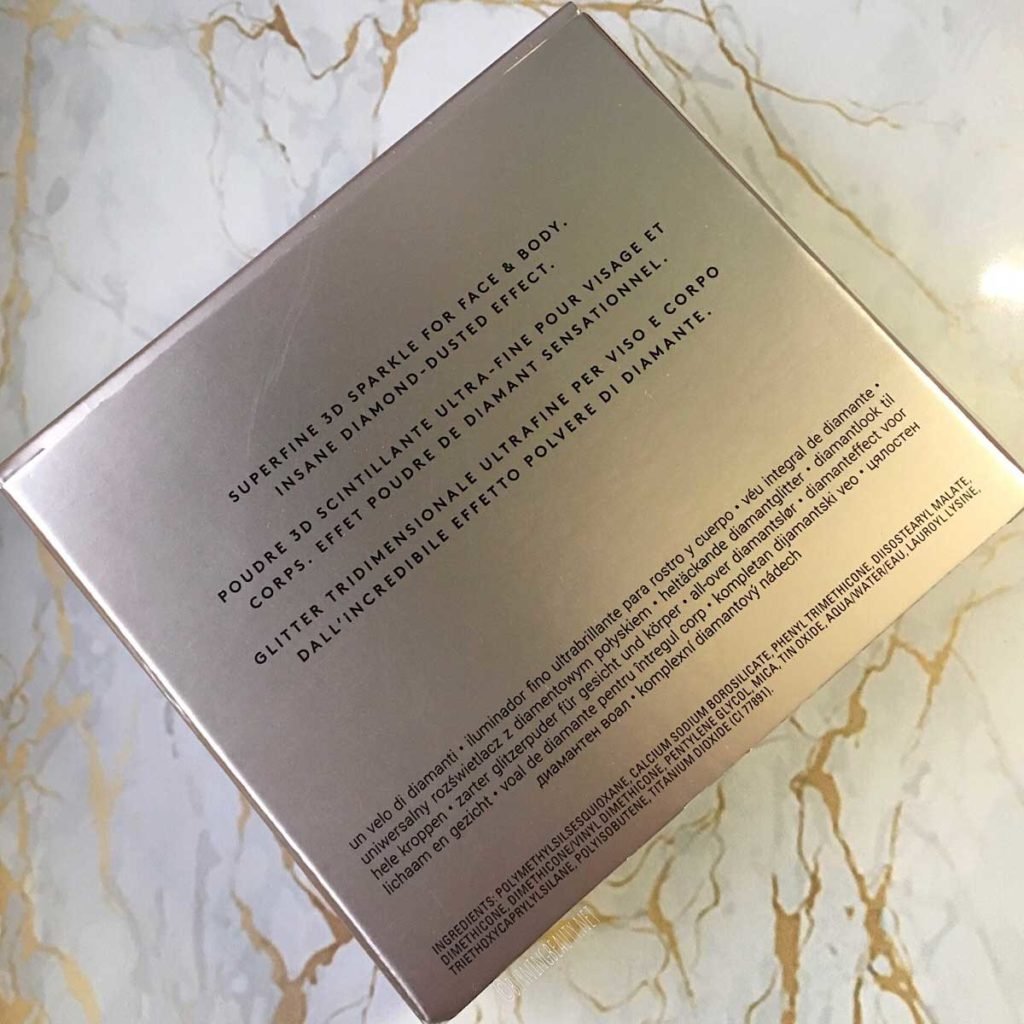 SUPERFINE 3D SPARKLE FOR FACE & BODY.
INSANE DIAMOND-DUSTED EFFECT.
POUDRE 3D SCINTILLANTE ULTRA-FINE POUR VISAGE ET
CORPS. EFFET POUDRE DE DIAMANT SENSATIONNEL.
GLITTER TRIDIMENSIONALE ULTRAFINE PER VISO E CORPO
DALL'INCREDIBILE EFFETTO POLVERE DI DIAMANTE.
un velo di diamanti • iluminador fino ultrabrillante para rostro y cuerpo • véu integral de diamante •
uniwersalny rozświetlacz z diamentowym połyskiem • heltäckande diamantglitter • diamantlook til
hele kroppen • zarter glitzerpuder für gesicht und körper • all-over diamantslør • diamanteffect voor
lichaam en gezicht • voal de diamante pentru întregul corp • kompletan dijamantski veo • цялостен
диамантен воал • komplexní diamantový nádech
INGREDIENTS: POLYMETHYLSILSESQUIOXANE, CALCIUM SODIUM BOROSILICATE, PHENYL TRIMETHICONE, DIISOSTEARYL MALATE,
DIMETHICONE, DIMETHICONE/VINYL DIMETHICONE, PENTYLENE GLYCOL, MICA, TIN OXIDE, AQUA/WATER/EAU, LAUROYL LYSINE,
TRIETHOXYCAPRYLYLSILANE, POLYISOBUTENE, TITANIUM DIOXIDE (CI 77891).